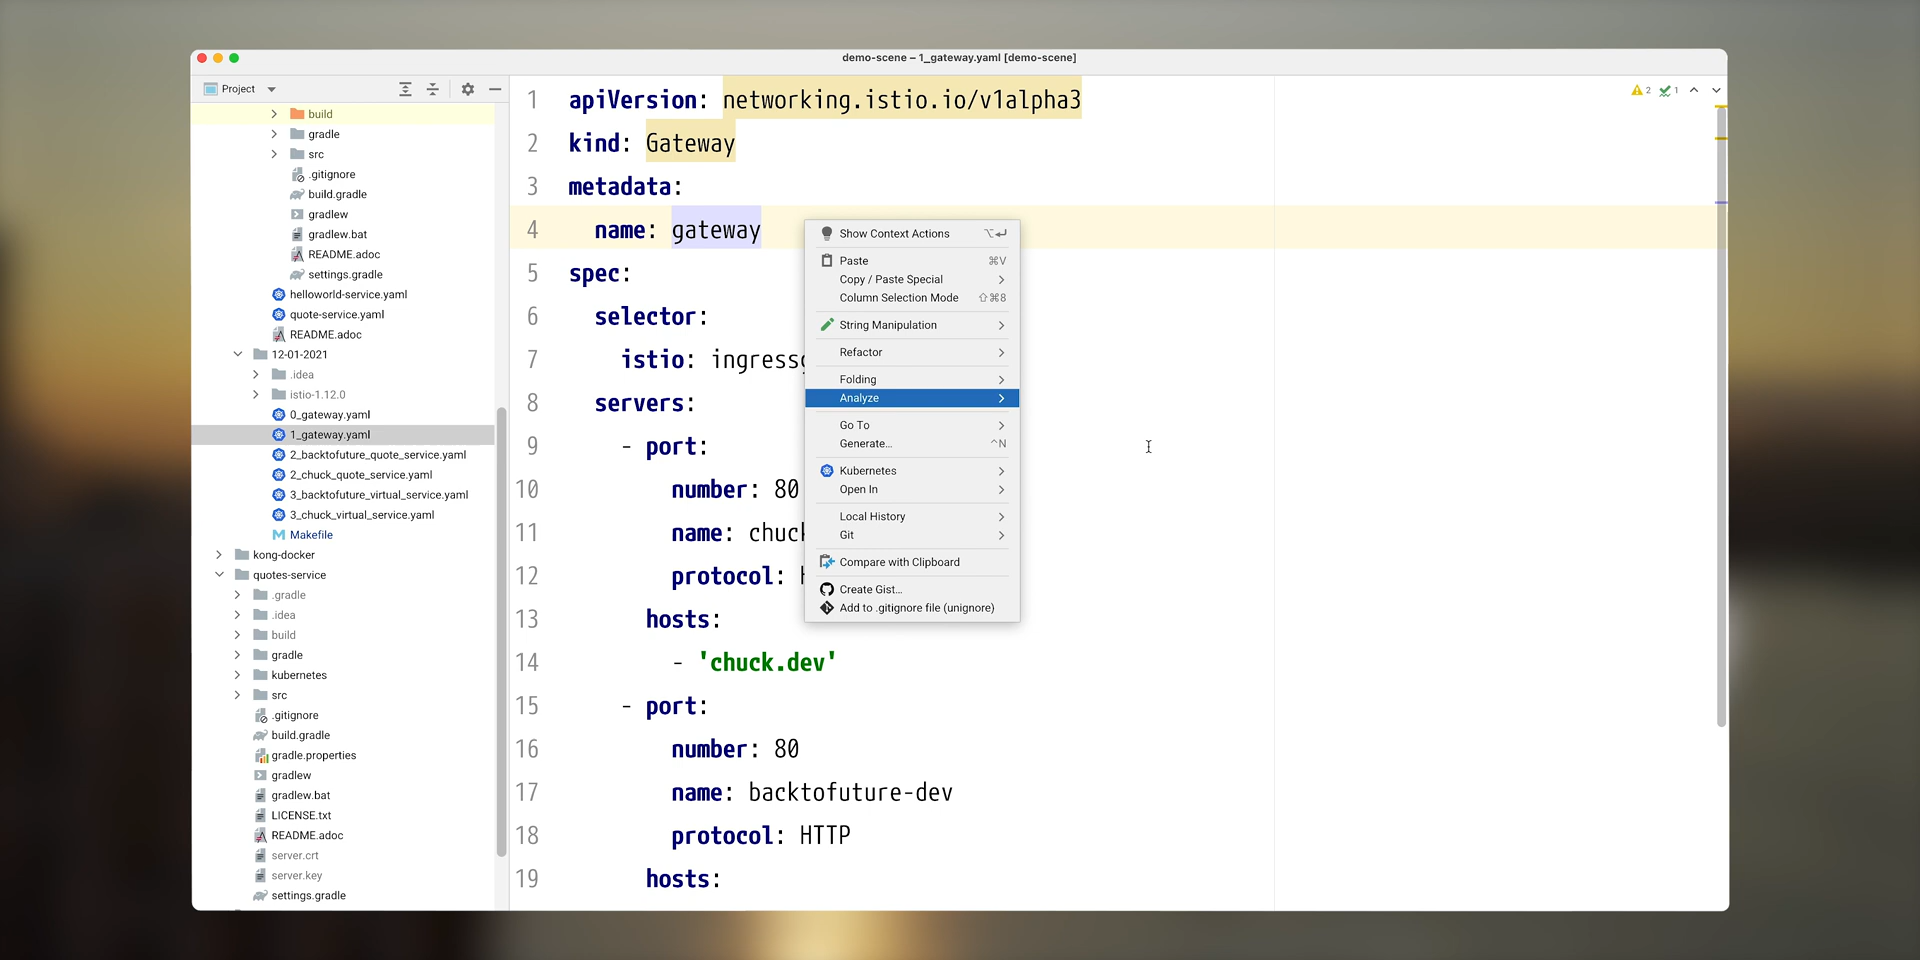 demo-scene – 1_gateway.yaml [demo-scene]
Project
build
gradle
src
.gitignore
build.gradle
gradlew
gradlew.bat
README.adoc
settings.gradle
helloworld-service.yaml
quote-service.yaml
README.adoc
12-01-2021
.idea
istio-1.12.0
0_gateway.yaml
1_gateway.yaml
2_backtofuture_quote_service.yaml
2_chuck_quote_service.yaml
3_backtofuture_virtual_service.yaml
3_chuck_virtual_service.yaml
Makefile
kong-docker
quotes-service
.gradle
.idea
build
gradle
kubernetes
src
.gitignore
build.gradle
gradle.properties
gradlew
gradlew.bat
LICENSE.txt
README.adoc
server.crt
server.key
settings.gradle
2 1
1 apiVersion: networking.istio.io/v1alpha3
2 kind: Gateway
3 metadata:
4 name: gateway
5 spec:
6 selector:
7 istio: ingress
8 servers:
9 - port:
10 number: 80
11 name: chuck
12 protocol:
13 hosts:
14 - 'chuck.dev'
15 - port:
16 number: 80
17 name: backtofuture-dev
18 protocol: HTTP
19 hosts:
Show Context Actions ⌥↩
Paste ⌘V
Copy / Paste Special
Column Selection Mode ⇧⌘8
String Manipulation
Refactor
Folding
Analyze
Go To
Generate... ^N
Kubernetes
Open In
Local History
Git
Compare with Clipboard
Create Gist...
Add to .gitignore file (unignore)